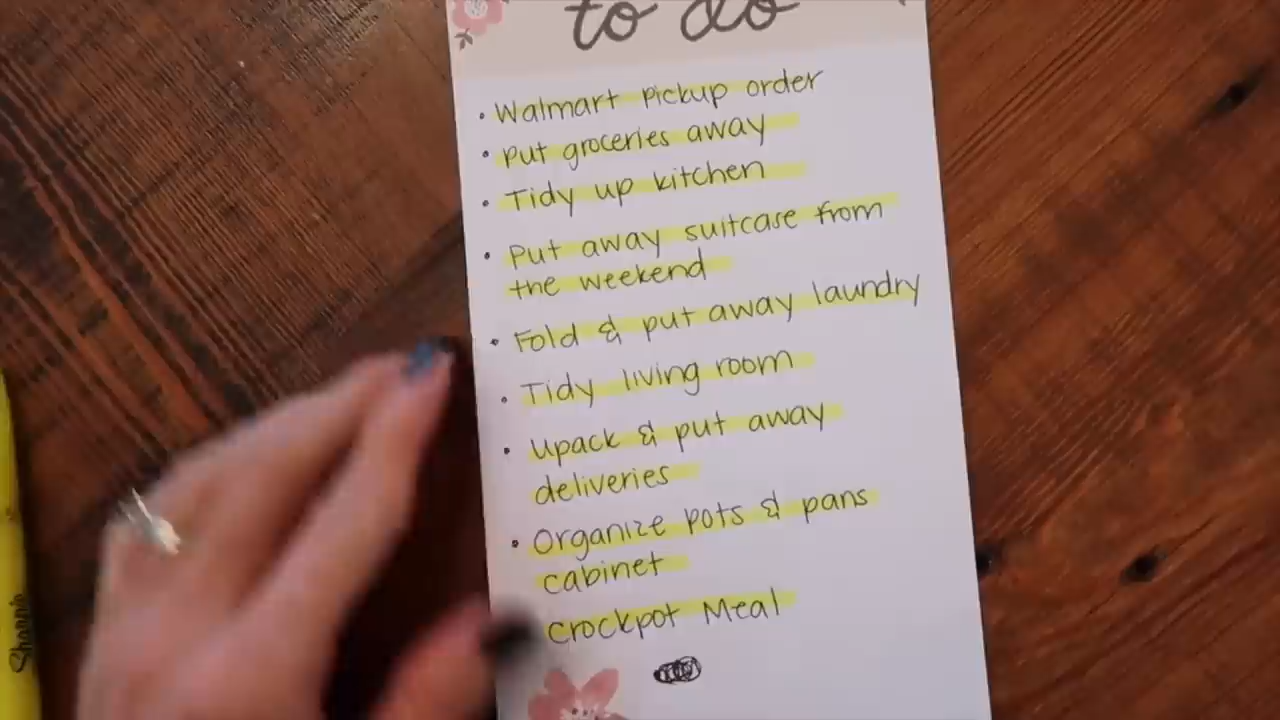 to do
• Walmart pickup order
• put groceries away
• Tidy up kitchen
• Put away suitcase from
the weekend
• Fold & put away laundry
• Tidy living room
• Upack & put away
deliveries
• Organize pots & pans
cabinet
Crockpot Meal
Sharpie